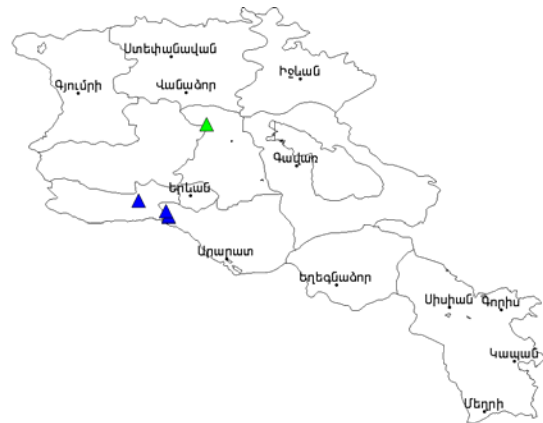 Ստեփանավան
Գյումրի
Վանաձոր
Իջևան
Գավառ
Երևան
Արարատ
Եղեգնաձոր
Սիսիան
Գորիս
Կապան
Մեղրի